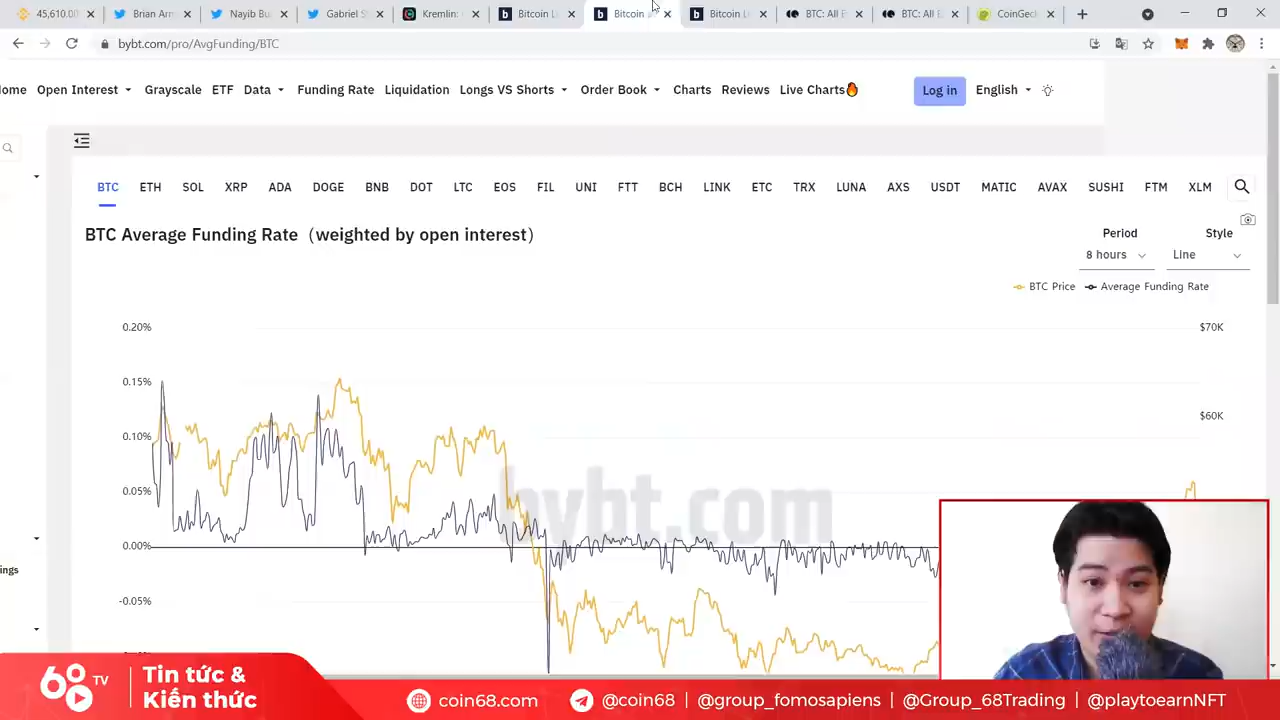 45,610.00
Brian Arm
Nayib Bu
Gabriel S
Kremlin:
Bitcoin L
Bitcoin
Bitcoin L
BTC: All E
BTC: All E
CoinGeck
bybt.com/pro/AvgFunding/BTC
ome Open Interest Grayscale ETF Data Funding Rate Liquidation Longs VS Shorts Order Book Charts Reviews Live Charts🔥 Log in English
BTC ETH SOL XRP ADA DOGE BNB DOT LTC EOS FIL UNI FTT BCH LINK ETC TRX LUNA AXS USDT MATIC AVAX SUSHI FTM XLM
BTC Average Funding Rate（weighted by open interest）
Period Style
8 hours Line
BTC Price Average Funding Rate
0.20% $70K
0.15%
$60K
0.10%
0.05%
bybt.com
0.00%
ings
-0.05%
68 TV
Tin tức &
Kiến thức
coin68.com @coin68 | @group_fomosapiens | @Group_68Trading | @playtoearnNFT